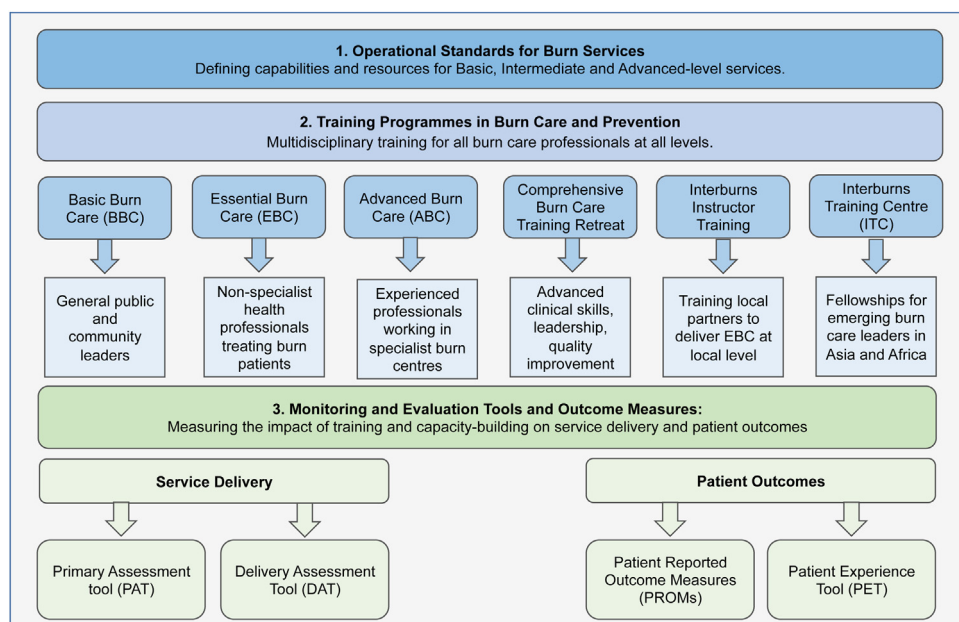 1. Operational Standards for Burn Services
Defining capabilities and resources for Basic, Intermediate and Advanced-level services.
2. Training Programmes in Burn Care and Prevention
Multidisciplinary training for all burn care professionals at all levels.
Basic Burn
Care (BBC)
Essential Burn
Care (EBC)
Advanced Burn
Care (ABC)
Comprehensive
Burn Care
Training Retreat
Interburns
Instructor
Training
Interburns
Training Centre
(ITC)
General public
and
community
leaders
Non-specialist
health
professionals
treating burn
patients
Experienced
professionals
working in
specialist burn
centres
Advanced
clinical skills,
leadership,
quality
improvement
Training local
partners to
deliver EBC at
local level
Fellowships for
emerging burn
care leaders in
Asia and Africa
3. Monitoring and Evaluation Tools and Outcome Measures:
Measuring the impact of training and capacity-building on service delivery and patient outcomes
Service Delivery
Patient Outcomes
Primary Assessment
tool (PAT)
Delivery Assessment
Tool (DAT)
Patient Reported
Outcome Measures
(PROMs)
Patient Experience
Tool (PET)